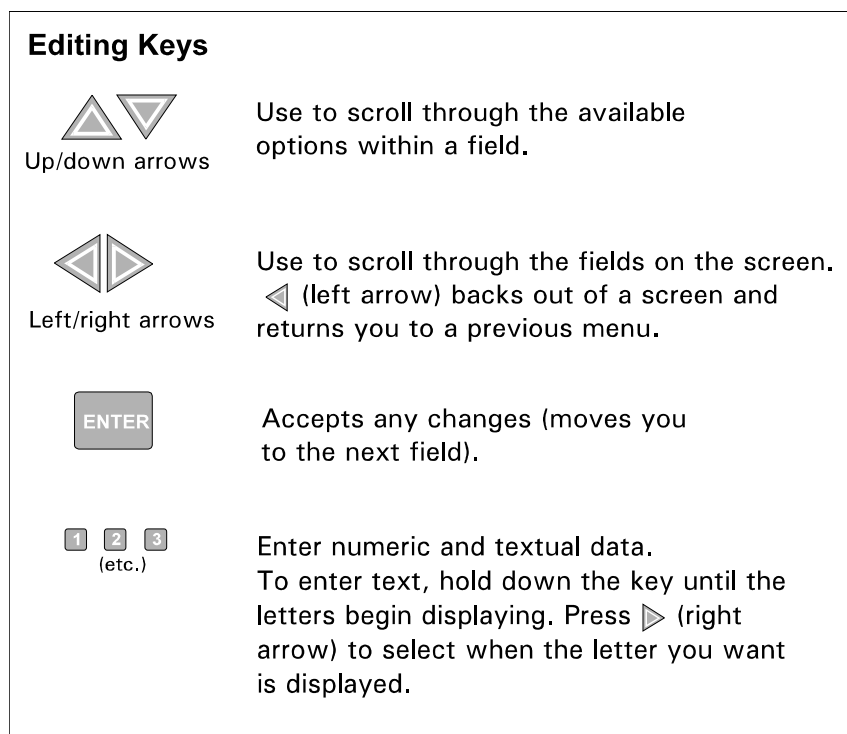 Editing Keys
Up/down arrows
Use to scroll through the available
options within a field.
Left/right arrows
Use to scroll through the fields on the screen.
(left arrow) backs out of a screen and
returns you to a previous menu.
ENTER
Accepts any changes (moves you
to the next field).
1 2 3
(etc.)
Enter numeric and textual data.
To enter text, hold down the key until the
letters begin displaying. Press (right
arrow) to select when the letter you want
is displayed.